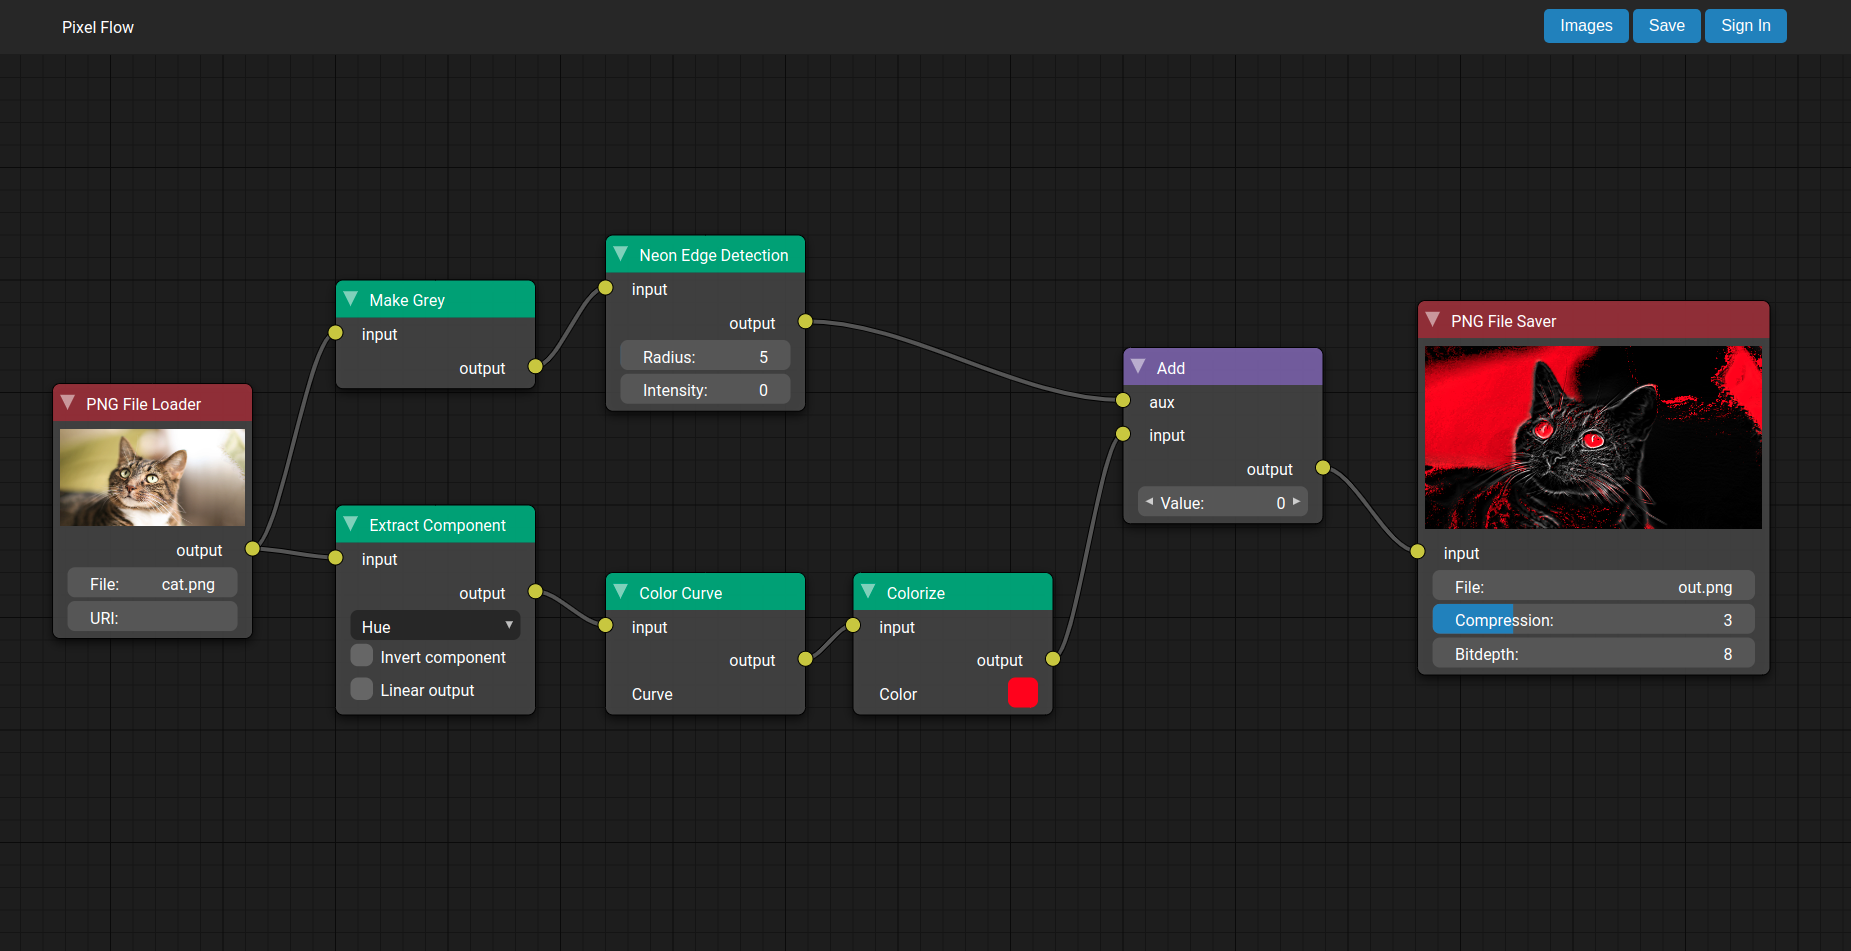 Pixel Flow
Images
Save
Sign In
PNG File Loader
output
File: cat.png
URI:
Make Grey
input
output
Extract Component
input
output
Hue
Invert component
Linear output
Neon Edge Detection
input
output
Radius: 5
Intensity: 0
Color Curve
input
output
Curve
Colorize
input
output
Color
Add
aux
input
output
Value: 0
PNG File Saver
input
File: out.png
Compression: 3
Bitdepth: 8